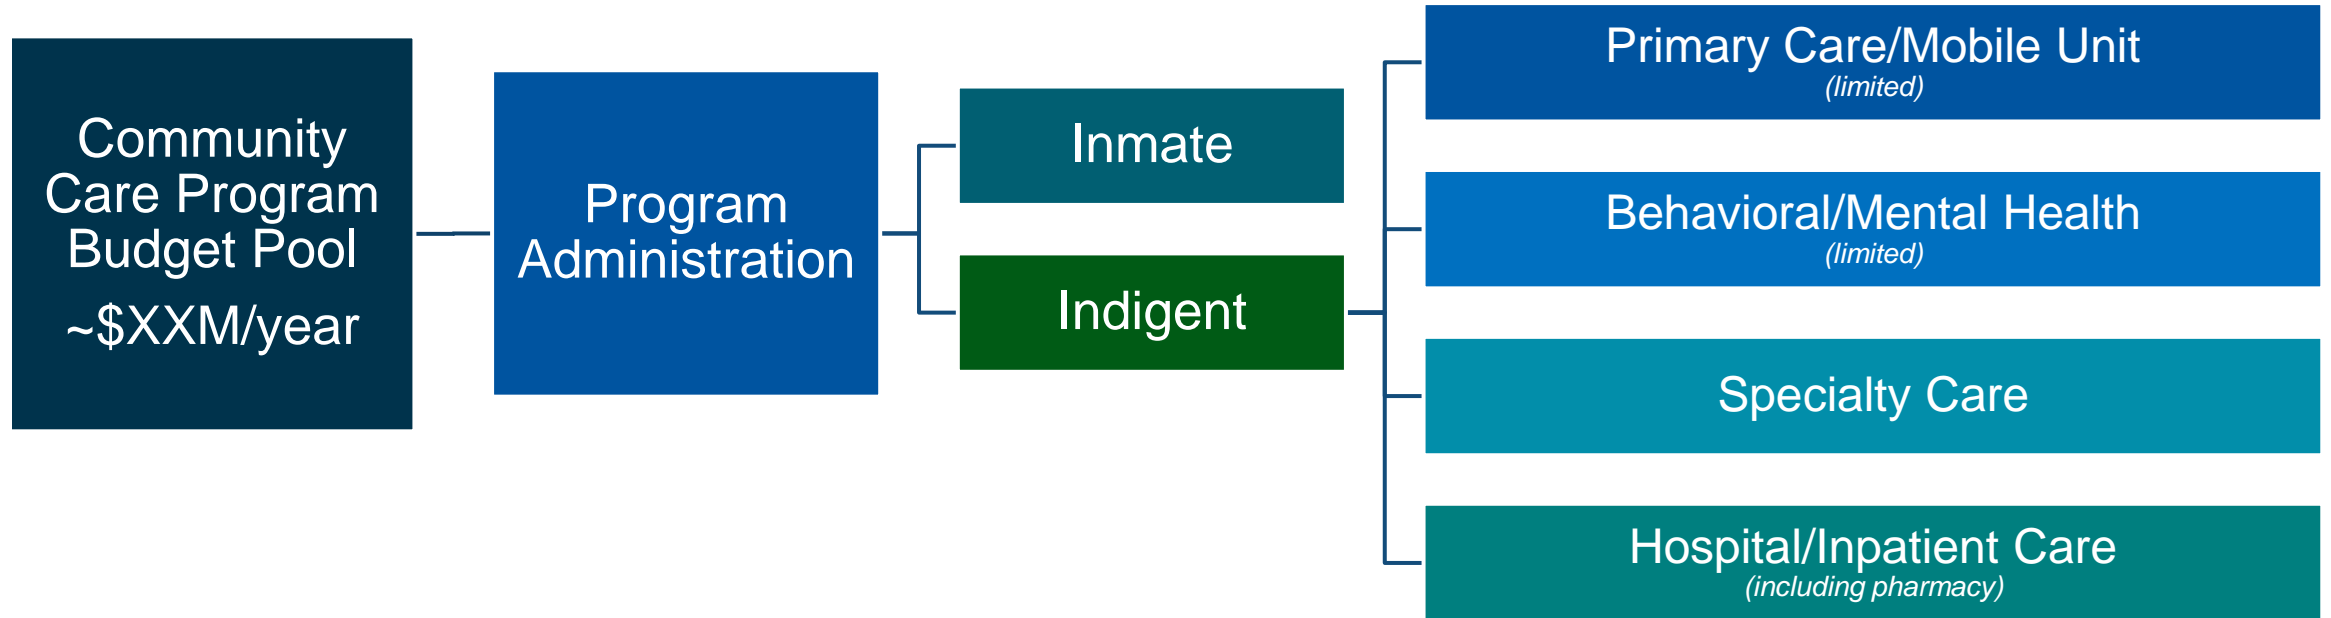 Community
Care Program
Budget Pool
~$XXM/year
Program
Administration
Inmate
Indigent
Primary Care/Mobile Unit
(limited)
Behavioral/Mental Health
(limited)
Specialty Care
Hospital/Inpatient Care
(including pharmacy)